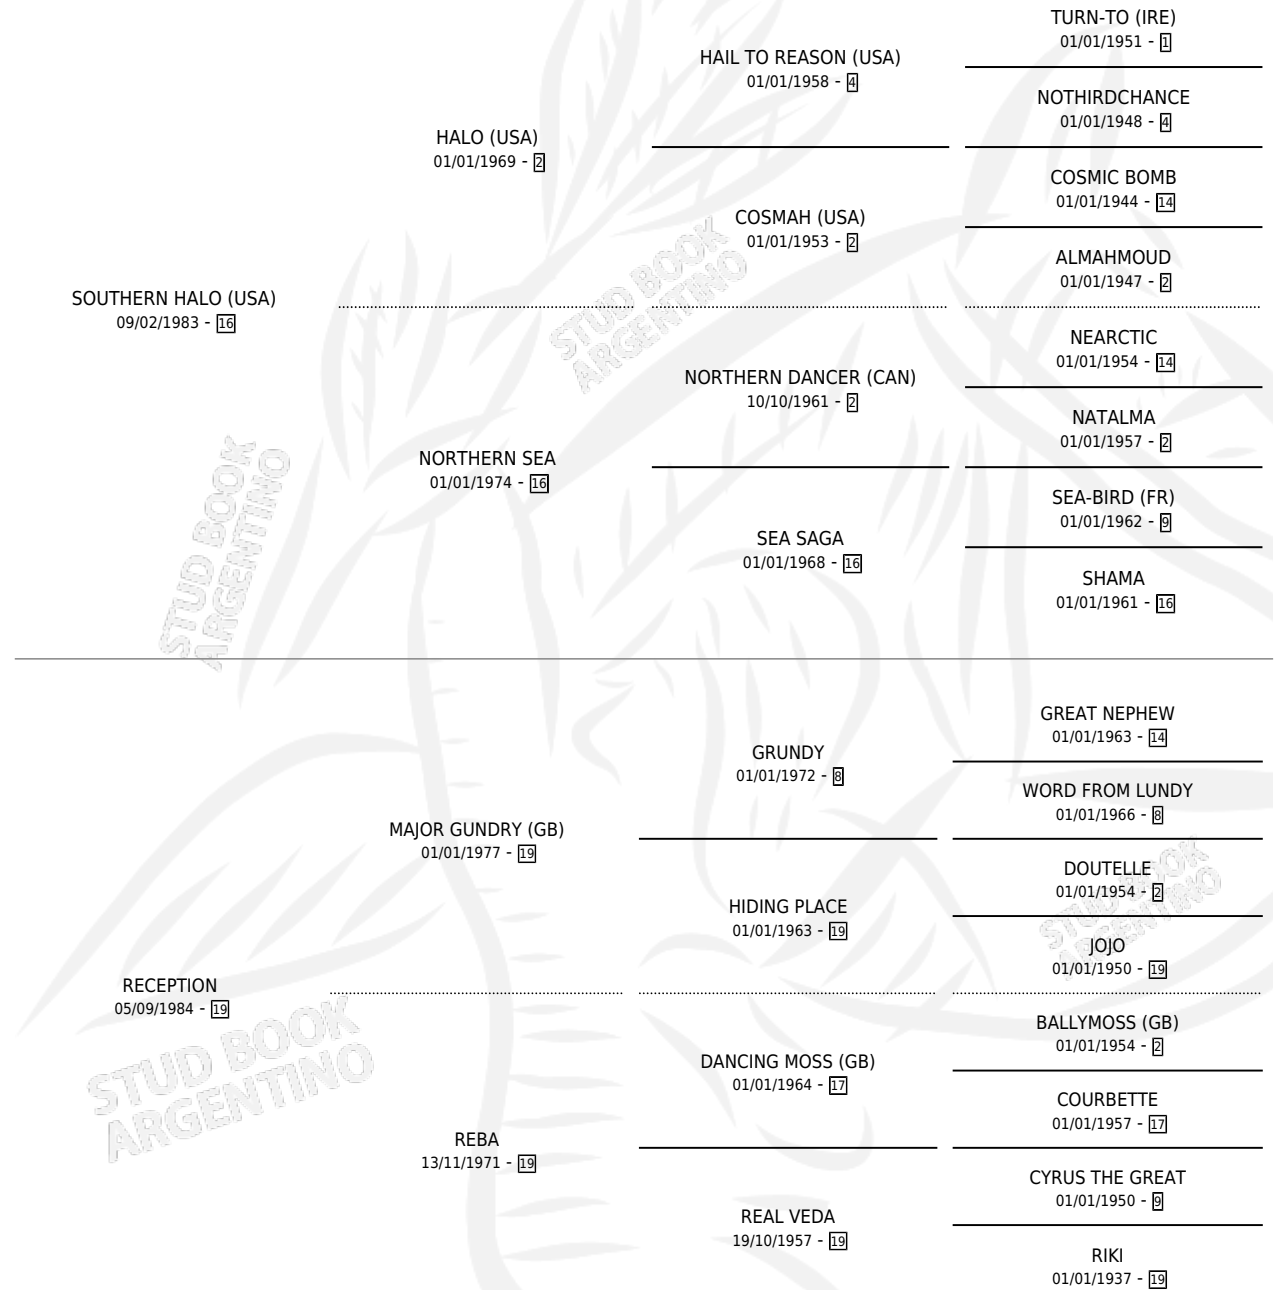 TURN-TO (IRE)
01/01/1951 - 1
HAIL TO REASON (USA)
01/01/1958 - 4
NOTHIRDCHANCE
01/01/1948 - 4
HALO (USA)
01/01/1969 - 2
COSMIC BOMB
01/01/1944 - 14
COSMAH (USA)
01/01/1953 - 2
ALMAHMOUD
01/01/1947 - 2
SOUTHERN HALO (USA)
09/02/1983 - 16
STUD BOOK
ARGENTINO
NEARCTIC
01/01/1954 - 14
NORTHERN DANCER (CAN)
10/10/1961 - 2
NATALMA
01/01/1957 - 2
NORTHERN SEA
01/01/1974 - 16
STUD BOOK
ARGENTINO
SEA-BIRD (FR)
01/01/1962 - 9
SEA SAGA
01/01/1968 - 16
SHAMA
01/01/1961 - 16
GREAT NEPHEW
01/01/1963 - 14
GRUNDY
01/01/1972 - 8
WORD FROM LUNDY
01/01/1966 - 8
MAJOR GUNDRY (GB)
01/01/1977 - 19
DOUTELLE
01/01/1954 - 2
STUD BOOK
ARGENTINO
HIDING PLACE
01/01/1963 - 19
JOJO
01/01/1950 - 19
RECEPTION
05/09/1984 - 19
STUD BOOK
ARGENTINO
BALLYMOSS (GB)
01/01/1954 - 2
DANCING MOSS (GB)
01/01/1964 - 17
COURBETTE
01/01/1957 - 17
REBA
13/11/1971 - 19
CYRUS THE GREAT
01/01/1950 - 9
REAL VEDA
19/10/1957 - 19
RIKI
01/01/1937 - 19